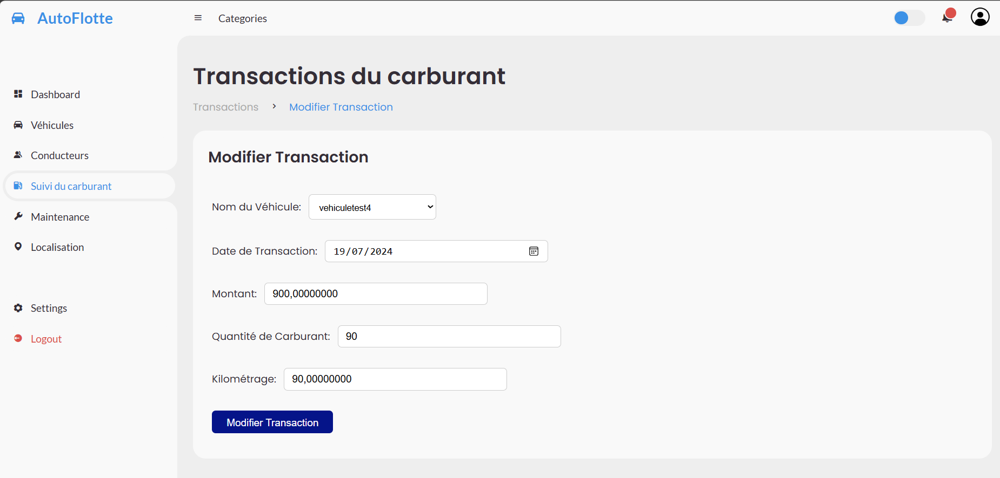 AutoFlotte
Categories
Dashboard
Véhicules
Conducteurs
Suivi du carburant
Maintenance
Localisation
Settings
Logout
Transactions du carburant
Transactions > Modifier Transaction
Modifier Transaction
Nom du Véhicule: vehiculetest4
Date de Transaction: 19/07/2024
Montant: 900,00000000
Quantité de Carburant: 90
Kilométrage: 90,00000000
Modifier Transaction